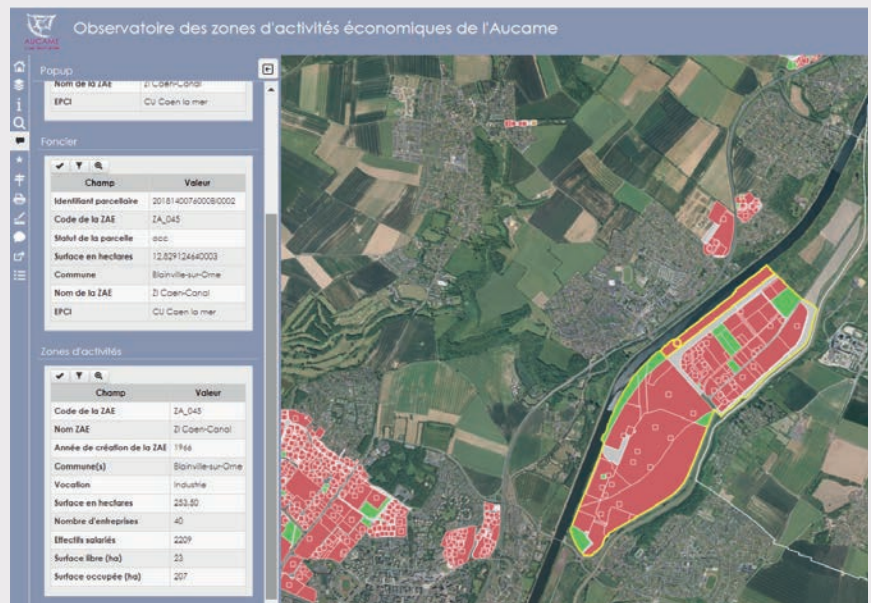 Observatoire des zones d'activités économiques de l'Aucame
AUCAME
Popup
Nom de la ZAE ZI Caen-Canal
EPCI CU Caen la mer
Foncier
Champ Valeur
Identifiant parcellaire 20181407600080002
Code de la ZAE ZA_045
Statut de la parcelle occ
Surface en hectares 12.829124640003
Commune Blainville-sur-Orne
Nom de la ZAE ZI Caen-Canal
EPCI CU Caen la mer
Zones d'activités
Champ Valeur
Code de la ZAE ZA_045
Nom ZAE ZI Caen-Canal
Année de création de la ZAE 1966
Commune(s) Blainville-sur-Orne
Vocation Industrie
Surface en hectares 253,50
Nombre d'entreprises 40
Effectifs salariés 2209
Surface libre (ha) 23
Surface occupée (ha) 207